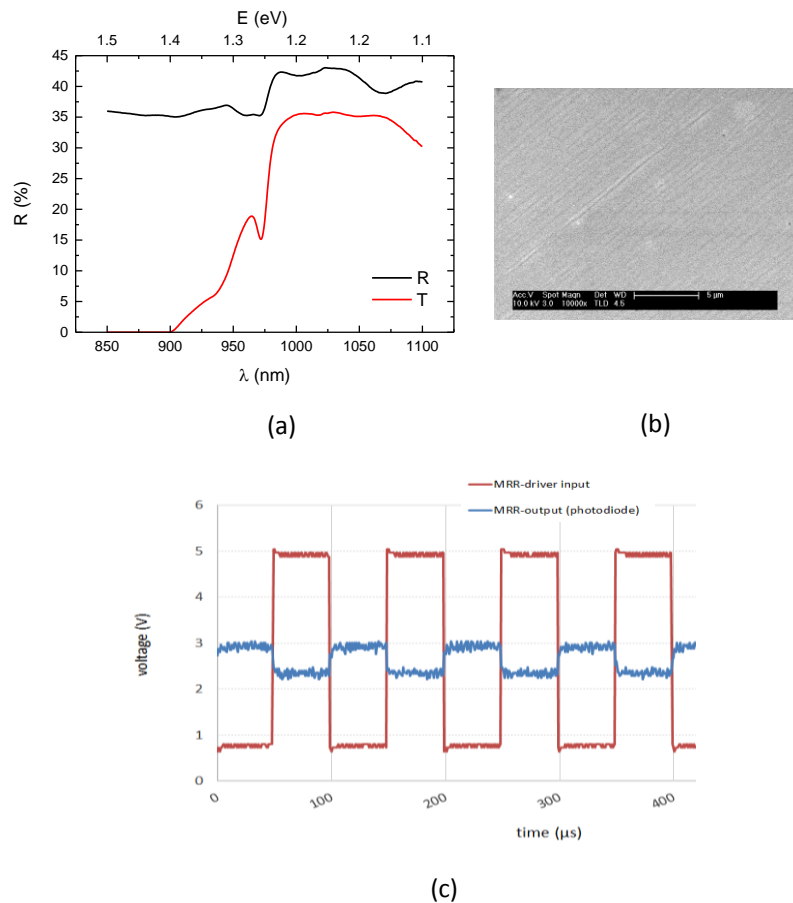 E (eV)
1.5 1.4 1.3 1.3 1.2 1.2 1.1
45
40
35
30
25
20
15
10
5
0
R (%)
R
T
850 900 950 1000 1050 1100
λ (nm)
(a)
Acc.V Spot Magn Det WD 5 µm
10.0 kV 3.0 10000x TLD 4.5
(b)
MRR-driver input
MRR-output (photodiode)
6
5
4
3
2
1
0
voltage (V)
0 100 200 300 400
time (µs)
(c)